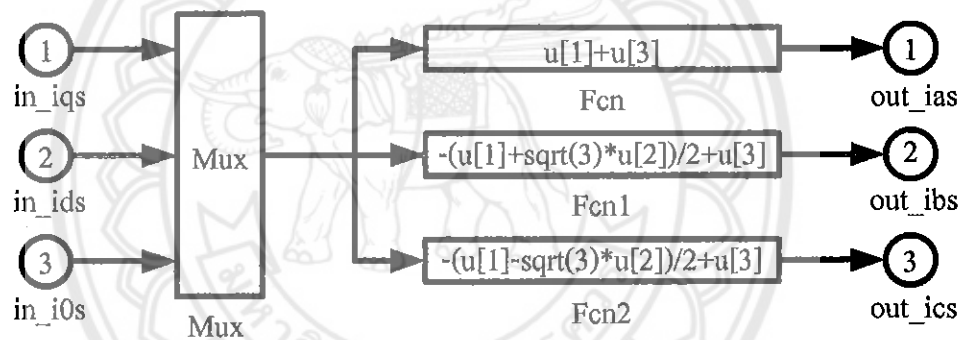 1
in_iqs
2
in_ids
3
in_i0s
Mux
Mux
u[1]+u[3]
Fcn
-(u[1]+sqrt(3)*u[2])/2+u[3]
Fcn1
-(u[1]-sqrt(3)*u[2])/2+u[3]
Fcn2
1
out_ias
2
out_ibs
3
out_ics